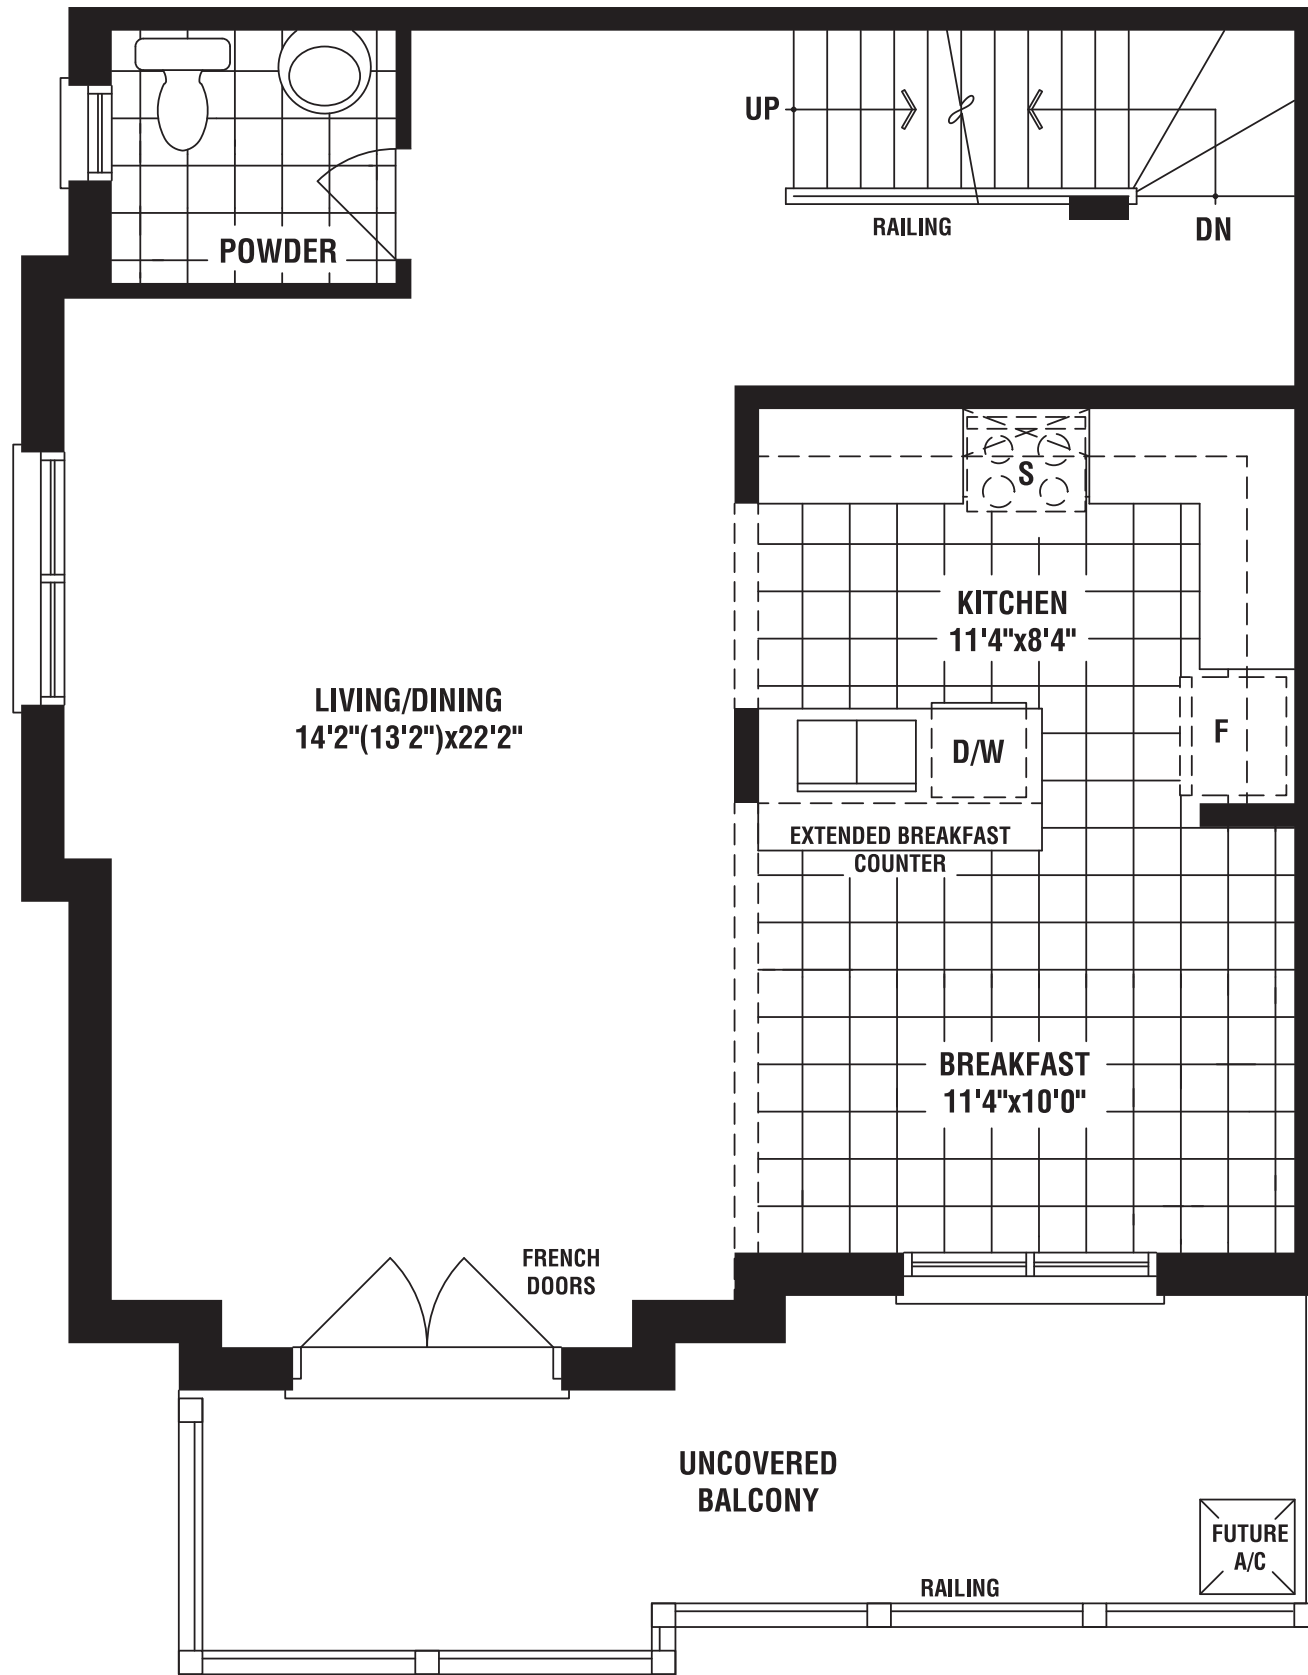 UP
RAILING
DN
POWDER
S
KITCHEN
11'4"x8'4"
LIVING/DINING
14'2"(13'2")x22'2"
D/W
F
EXTENDED BREAKFAST
COUNTER
BREAKFAST
11'4"x10'0"
FRENCH
DOORS
UNCOVERED
BALCONY
FUTURE
A/C
RAILING